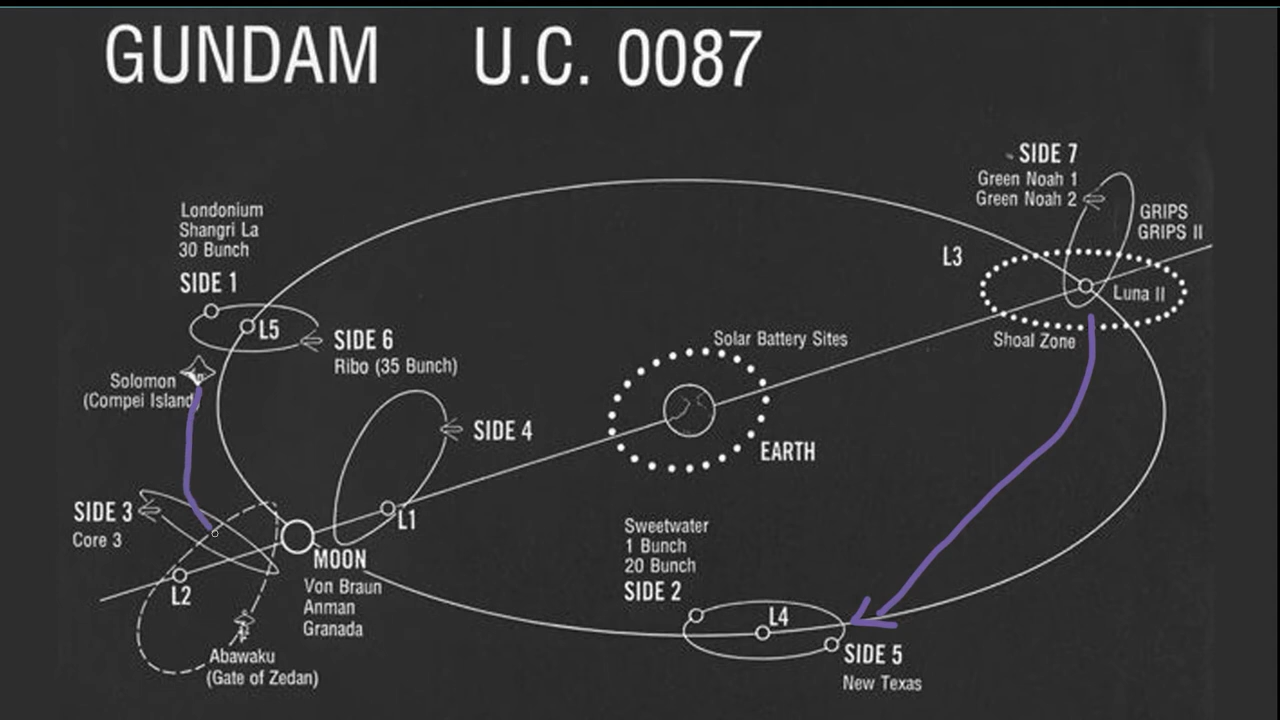 GUNDAM U.C. 0087
SIDE 7
Green Noah 1
Green Noah 2
GRIPS
GRIPS II
L3
Luna II
Shoal Zone
Londonium
Shangri La
30 Bunch
SIDE 1
L5
SIDE 6
Ribo (35 Bunch)
Solomon
(Compei Island)
Solar Battery Sites
EARTH
SIDE 4
L1
SIDE 3
Core 3
L2
MOON
Von Braun
Anman
Granada
Abawaku
(Gate of Zedan)
Sweetwater
1 Bunch
20 Bunch
SIDE 2
L4
SIDE 5
New Texas